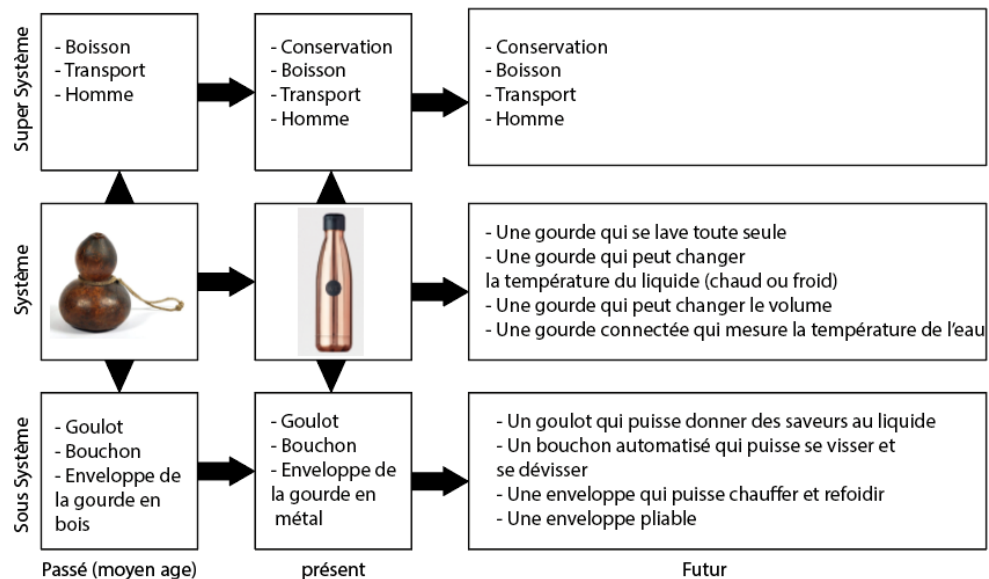 Super Système
- Boisson
- Transport
- Homme
- Conservation
- Boisson
- Transport
- Homme
- Conservation
- Boisson
- Transport
- Homme
Système
- Une gourde qui se lave toute seule
- Une gourde qui peut changer
la température du liquide (chaud ou froid)
- Une gourde qui peut changer le volume
- Une gourde connectée qui mesure la température de l'eau
Sous Système
- Goulot
- Bouchon
- Enveloppe de
la gourde en
bois
- Goulot
- Bouchon
- Enveloppe de
la gourde en
métal
- Un goulot qui puisse donner des saveurs au liquide
- Un bouchon automatisé qui puisse se visser et
se dévisser
- Une enveloppe qui puisse chauffer et refoidir
- Une enveloppe pliable
Passé (moyen age)
présent
Futur